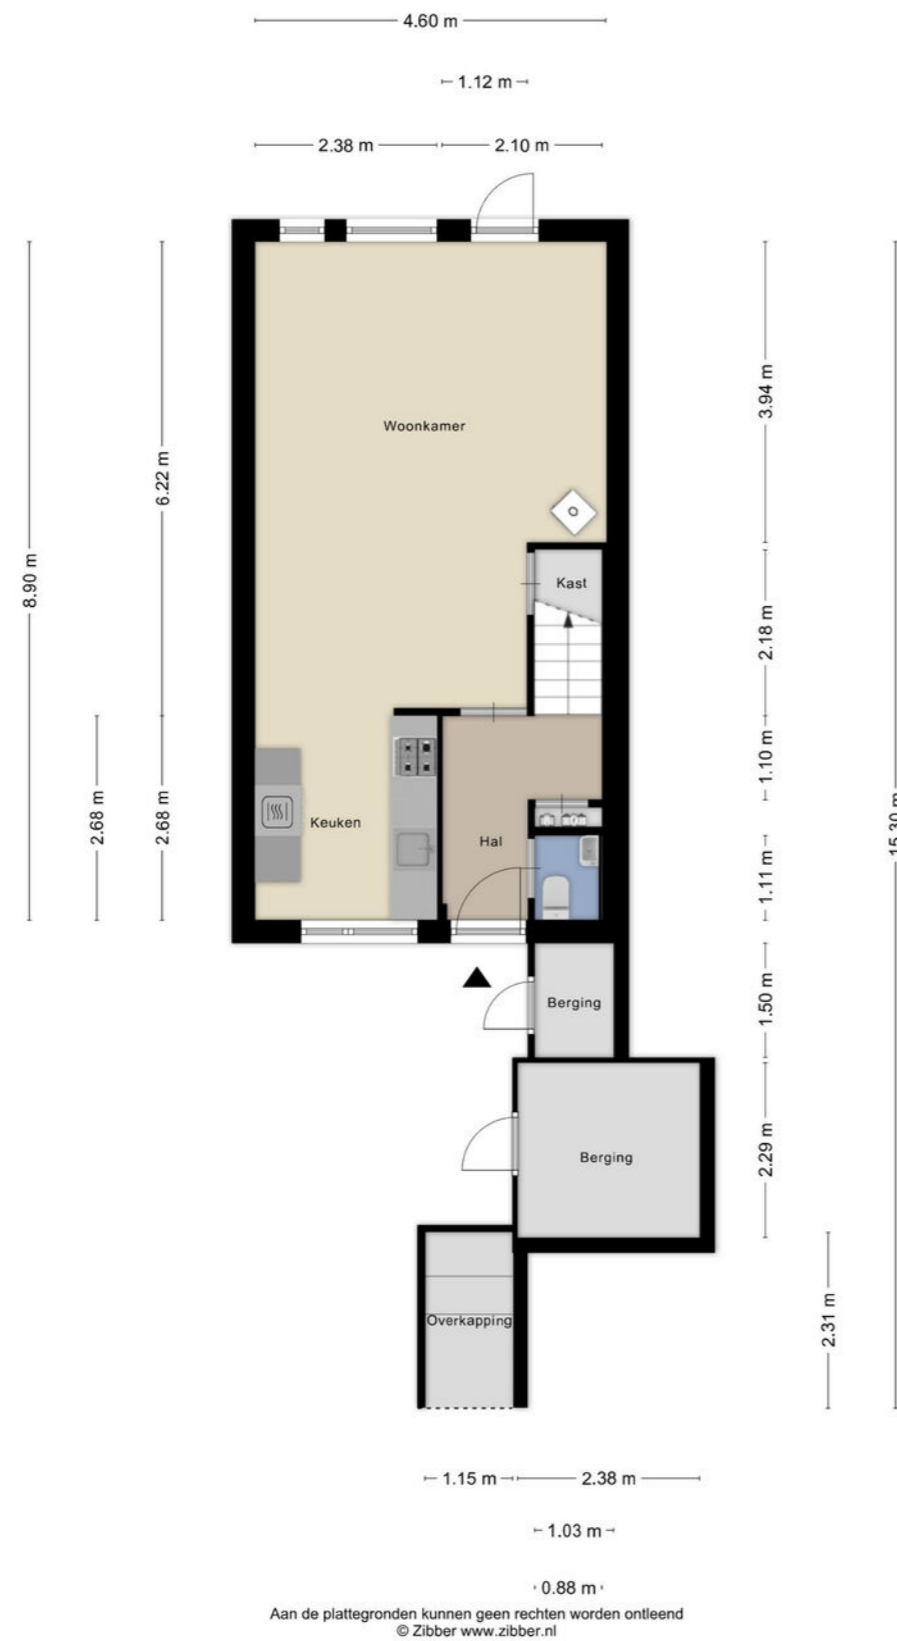 4.60 m
1.12 m
2.38 m
2.10 m
8.90 m
6.22 m
2.68 m
2.68 m
3.94 m
2.18 m
1.10 m
1.11 m
1.50 m
2.29 m
2.31 m
15.30 m
Woonkamer
Kast
Keuken
Hal
Berging
Berging
Overkapping
1.15 m
2.38 m
1.03 m
0.88 m
Aan de plattegronden kunnen geen rechten worden ontleend
© Zibber www.zibber.nl